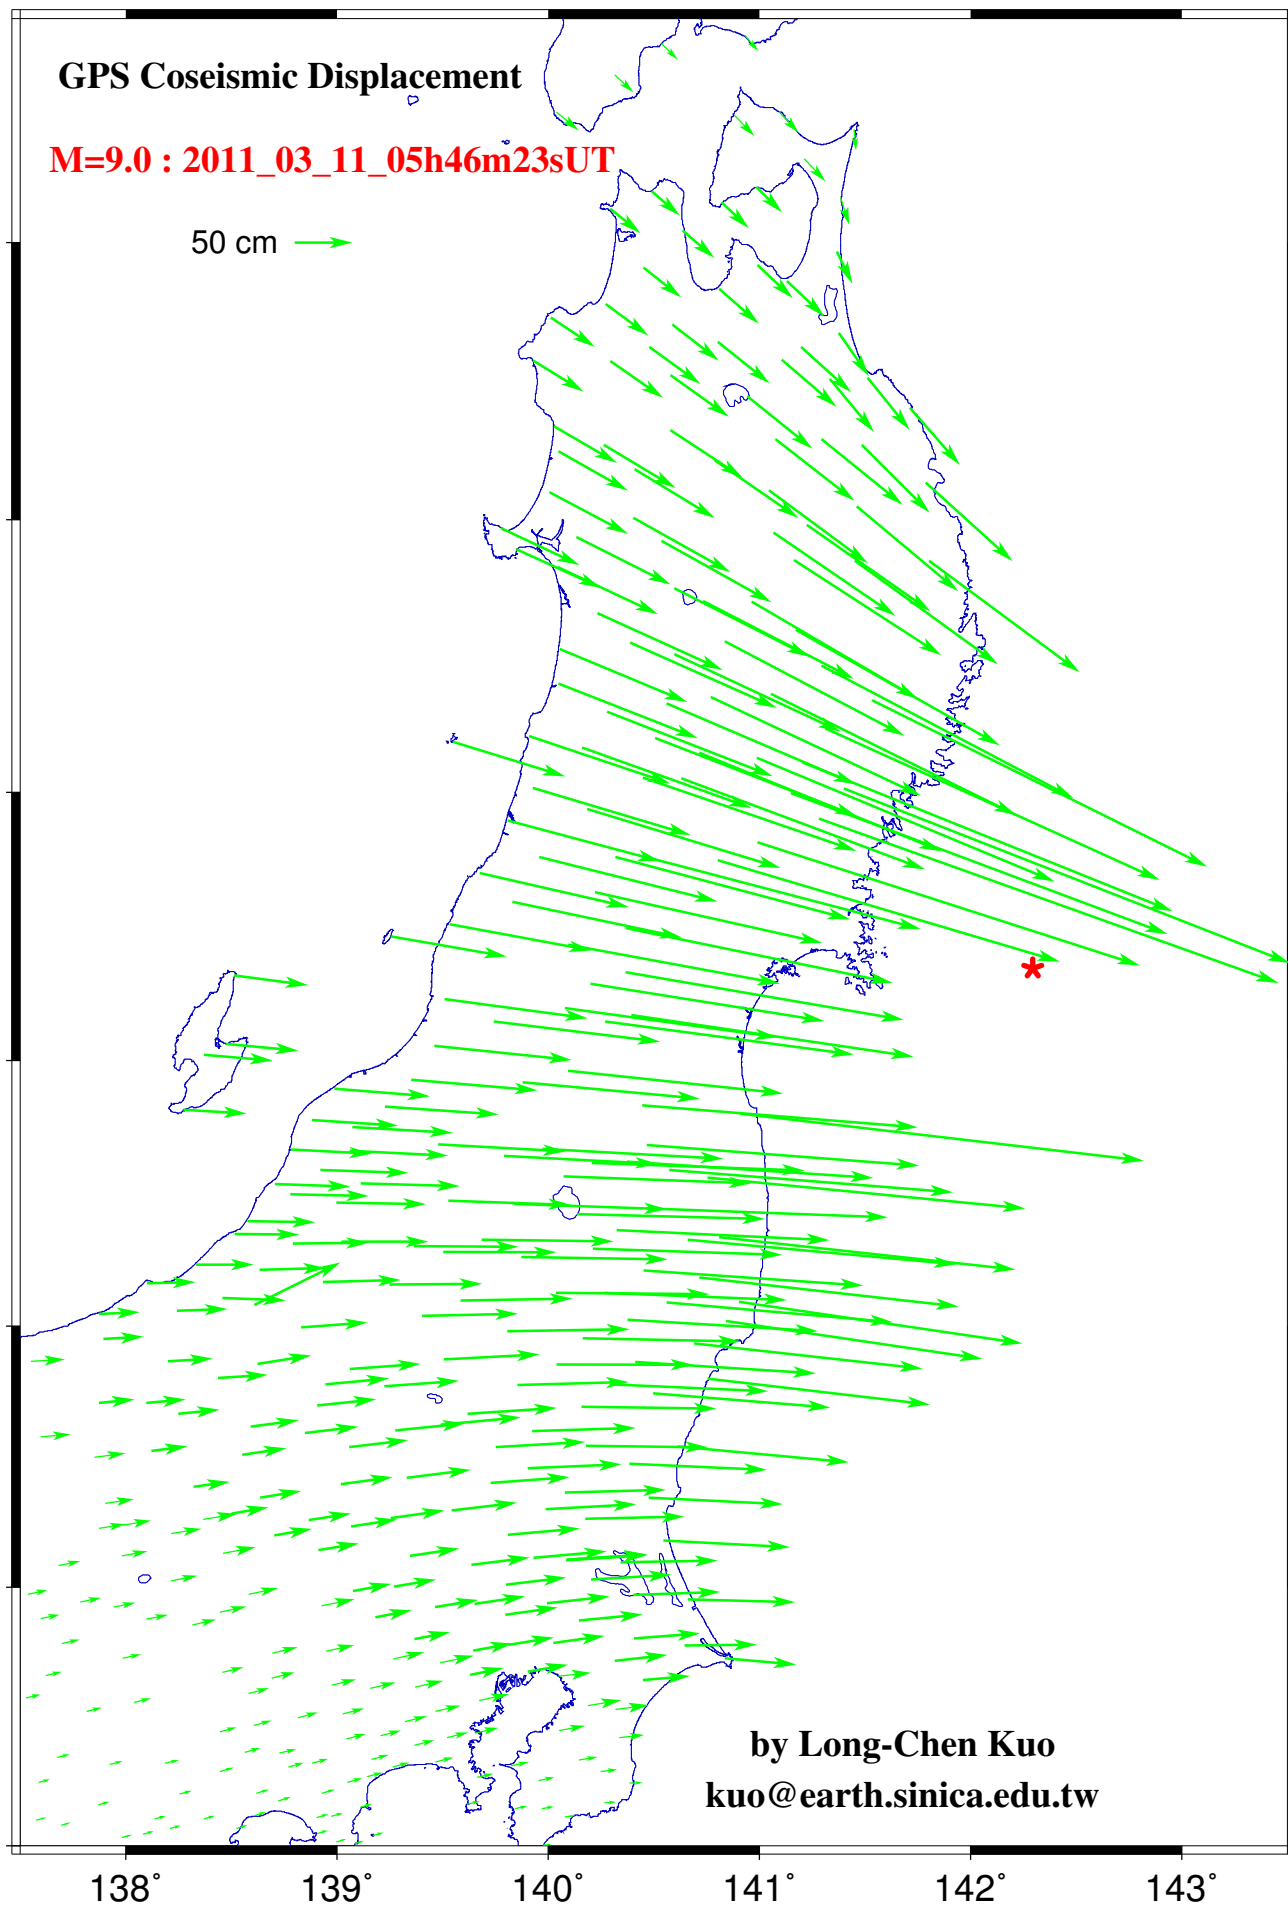 GPS Coseismic Displacement
M=9.0 : 2011_03_11_05h46m23sUT
50 cm
by Long-Chen Kuo
kuo@earth.sinica.edu.tw
138° 139° 140° 141° 142° 143°